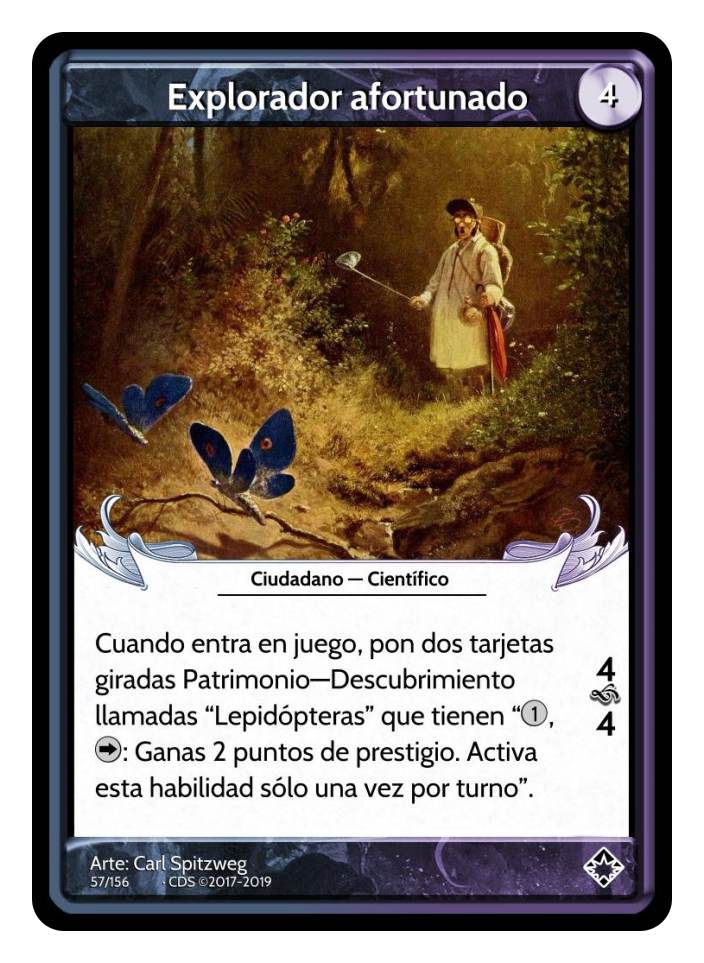 Explorador afortunado
4
Ciudadano — Científico
Cuando entra en juego, pon dos tarjetas
giradas Patrimonio—Descubrimiento
llamadas “Lepidópteras” que tienen “①,
➡: Ganas 2 puntos de prestigio. Activa
esta habilidad sólo una vez por turno”.
4
4
Arte: Carl Spitzweg
57/156 · CDS ©2017-2019